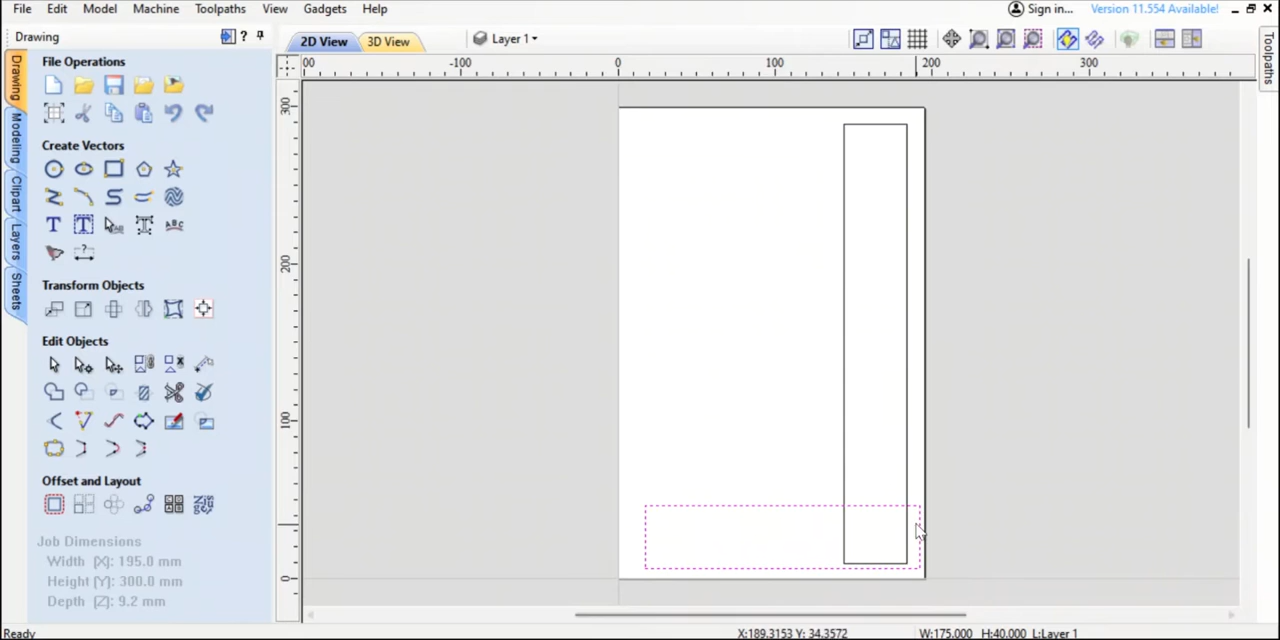 File Edit Model Machine Toolpaths View Gadgets Help
Sign in... Version 11.554 Available!
Drawing ?
2D View 3D View Layer 1
Toolpaths
Drawing
Modeling
Clipart
Layers
Sheets
File Operations
Create Vectors
Transform Objects
Edit Objects
Offset and Layout
Job Dimensions
Width (X): 195.0 mm
Height (Y): 300.0 mm
Depth (Z): 9.2 mm
00 -100 0 100 200 300
300
200
100
0
Ready X:189.3153 Y: 34.3572 W:175.000 H:40.000 L:Layer 1